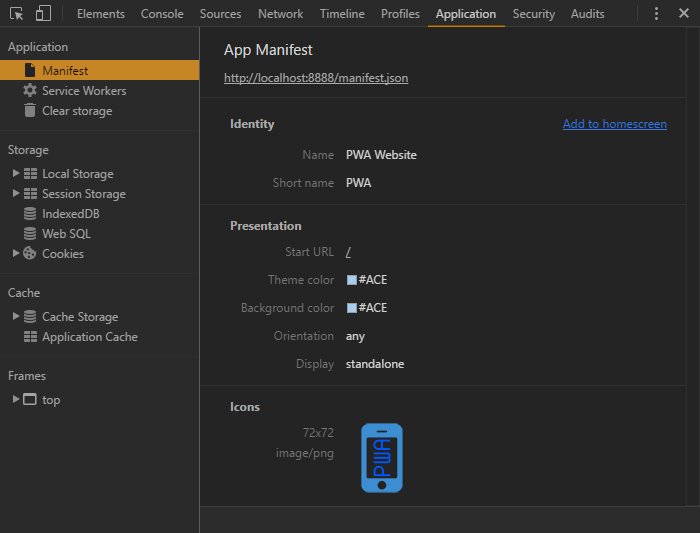 Elements Console Sources Network Timeline Profiles Application Security Audits
Application
Manifest
Service Workers
Clear storage
Storage
Local Storage
Session Storage
IndexedDB
Web SQL
Cookies
Cache
Cache Storage
Application Cache
Frames
top
App Manifest
http://localhost:8888/manifest.json
Identity Add to homescreen
Name PWA Website
Short name PWA
Presentation
Start URL /
Theme color #ACE
Background color #ACE
Orientation any
Display standalone
Icons
72x72
image/png
PWA